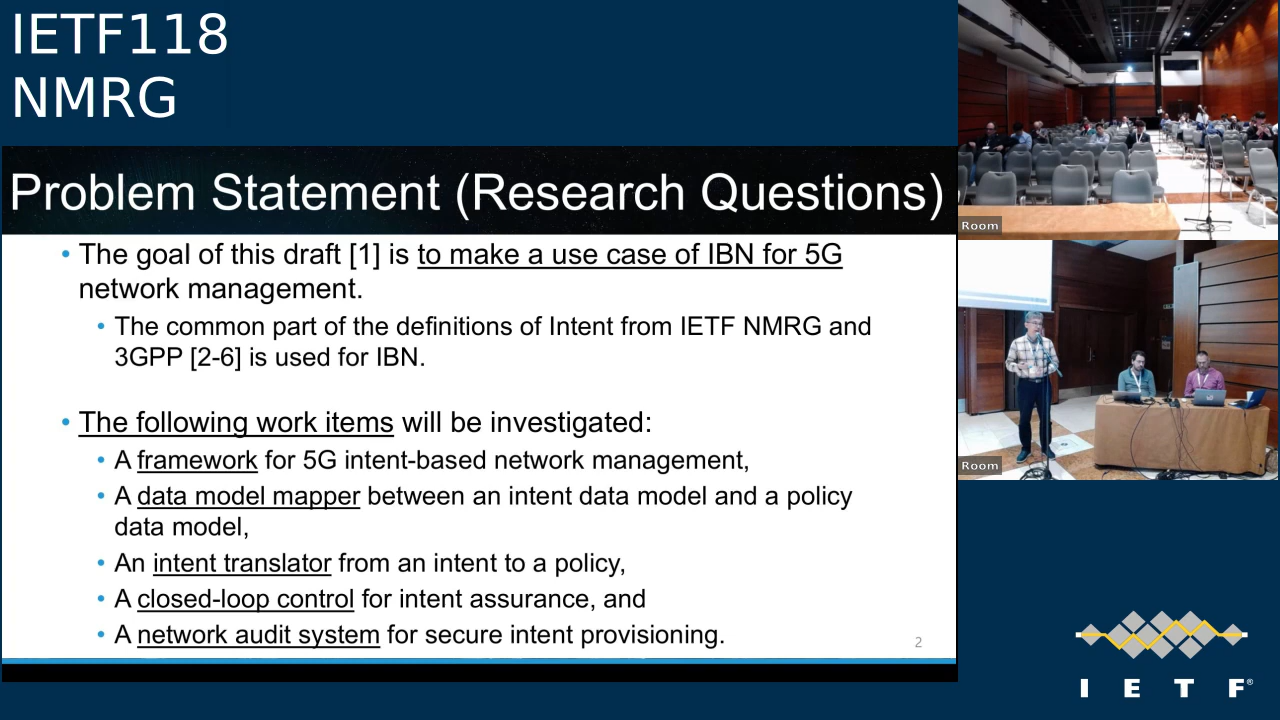 IETF118
NMRG
Problem Statement (Research Questions)
• The goal of this draft [1] is to make a use case of IBN for 5G
network management.
• The common part of the definitions of Intent from IETF NMRG and
3GPP [2-6] is used for IBN.
• The following work items will be investigated:
• A framework for 5G intent-based network management,
• A data model mapper between an intent data model and a policy
data model,
• An intent translator from an intent to a policy,
• A closed-loop control for intent assurance, and
• A network audit system for secure intent provisioning.
2
Room
Room
I E T F®